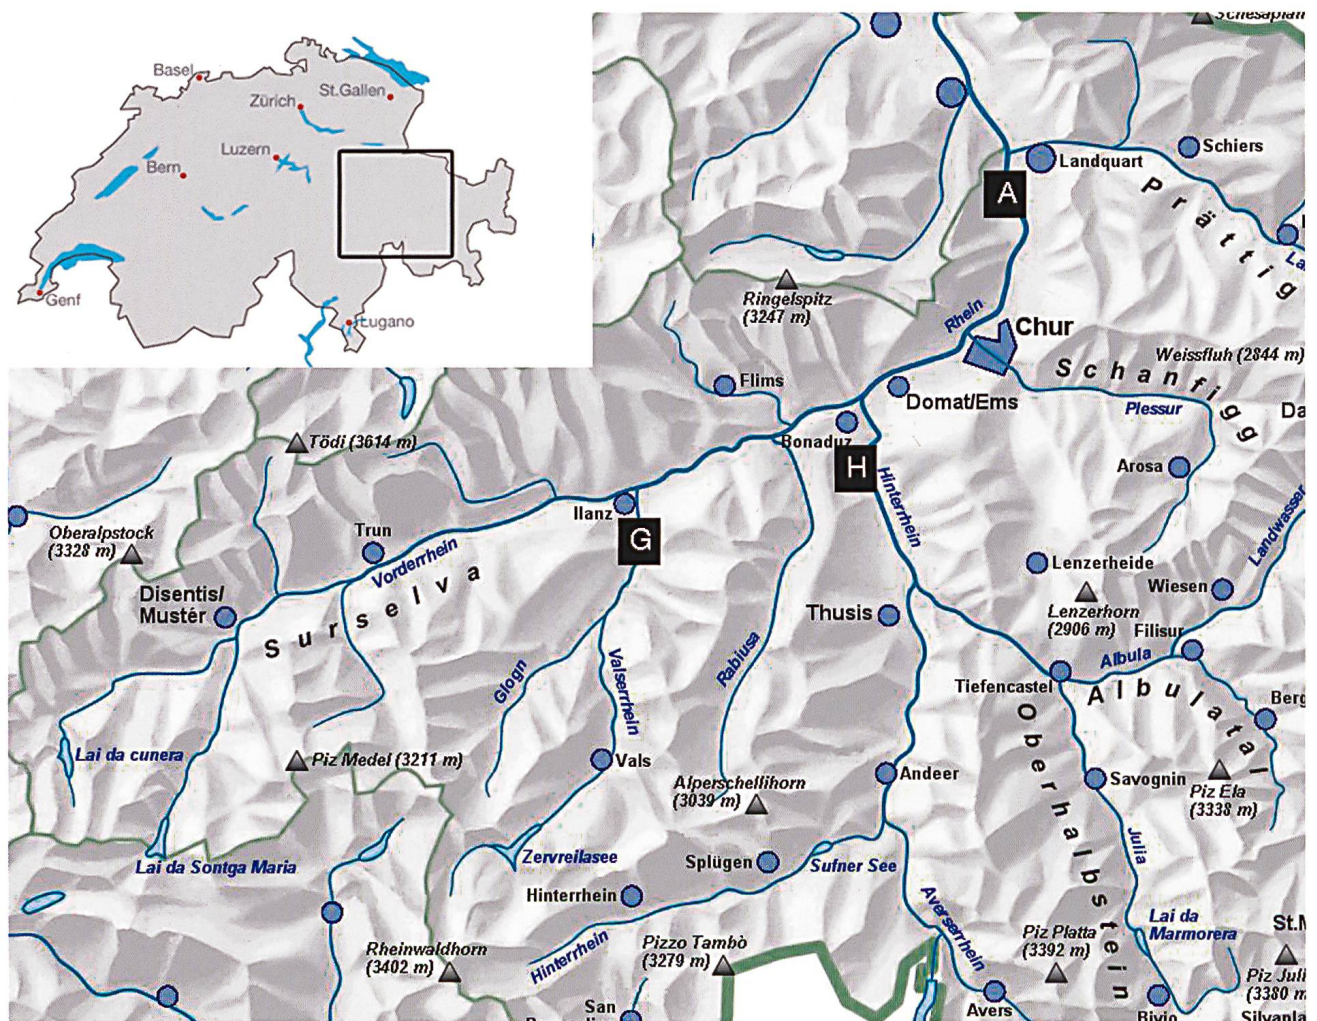 Basel
Zürich
St.Gallen
Luzern
Bern
Genf
Lugano
A
Landquart
Schiers
Prättig
Ringelspitz
(3247 m)
Rhein
Chur
Weissfluh (2844 m)
Schanfigg
Plessur
Flims
Domat/Ems
Bonaduz
H
Arosa
Tödi (3614 m)
Hinterrhein
Ilanz
G
Oberalpstock
(3328 m)
Trun
Vorderrhein
Surselva
Disentis/
Mustér
Lenzerheide
Landwasser
Wiesen
Lenzerhorn
(2906 m)
Filisur
Thusis
Albula
Tiefencastel
Albulatal
Glogn
Valserrhein
Rabiusa
Oberhalbstein
Berg
Lai da cunera
Piz Medel (3211 m)
Vals
Alperschellihorn
(3039 m)
Andeer
Savognin
Piz Ela
(3338 m)
Julia
Lai da Sontga Maria
Zervreilasee
Splügen
Sufner See
Hinterrhein
Averserrhein
Lai da
Marmorera
Rheinwaldhorn
(3402 m)
Hinterrhein
Pizzo Tambò
(3279 m)
Piz Platta
(3392 m)
St.M
Piz Juli
(3380 m
San
Avers
Bivio
Silvapla